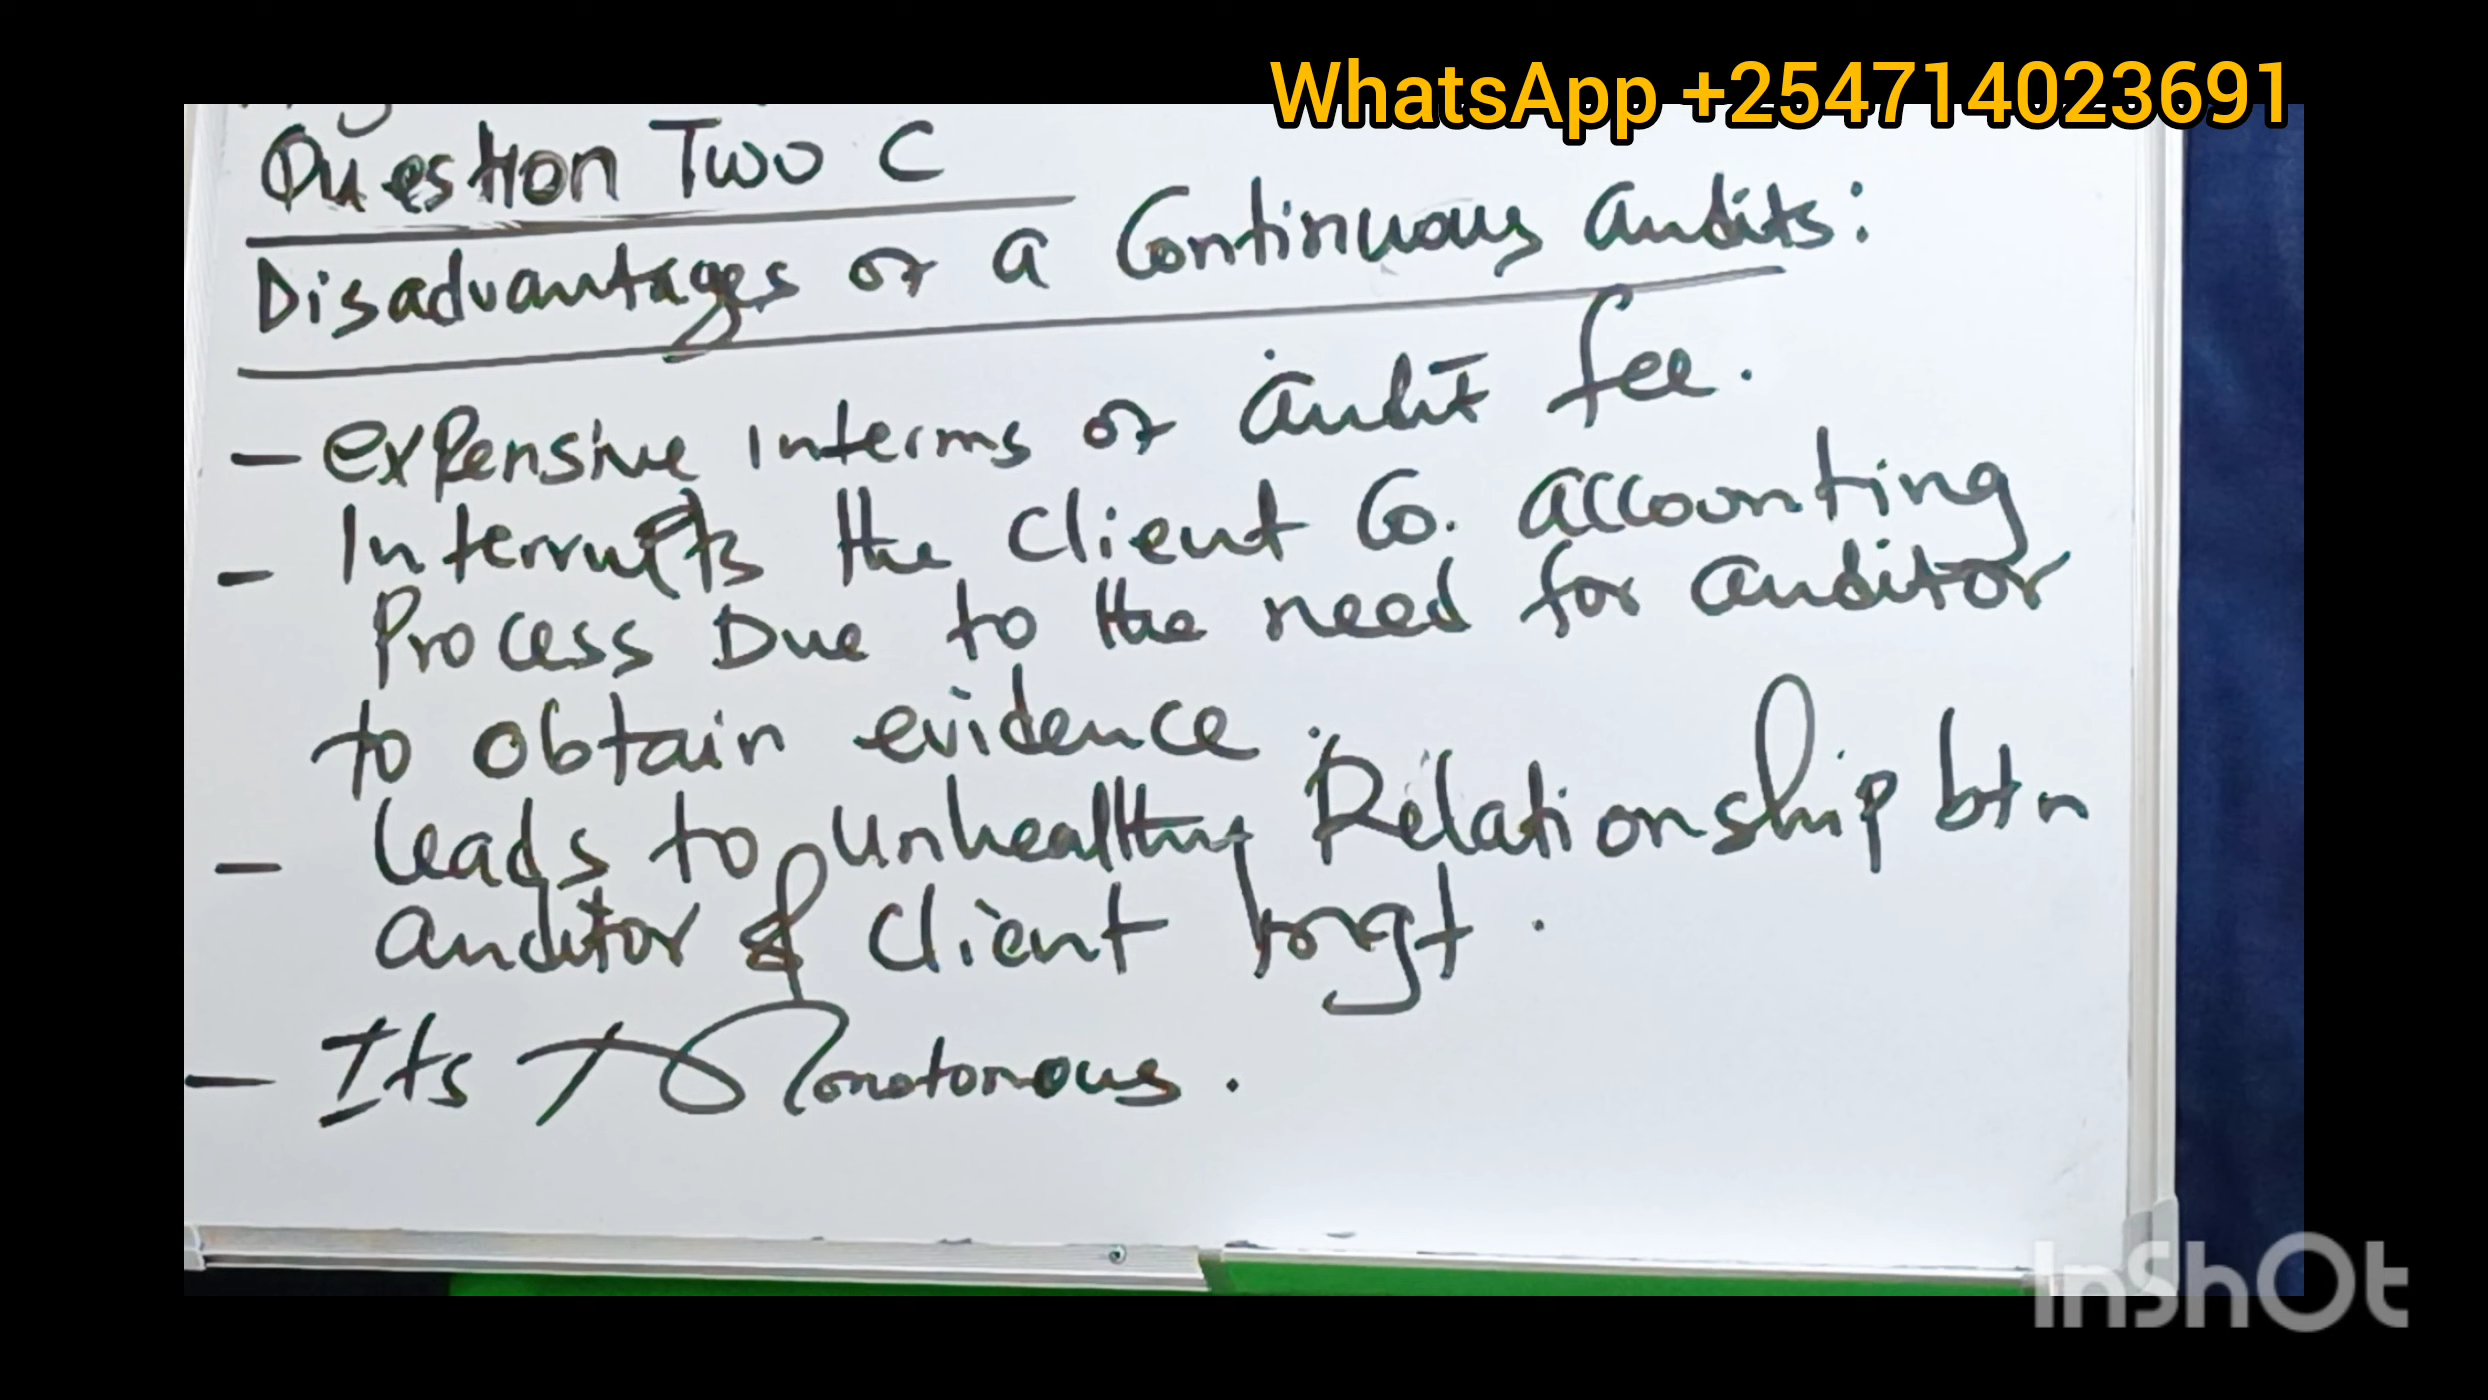 WhatsApp +254714023691
Question Two C
Disadvantages of a Continuous audits:
- expensive interms of audit fee.
- Interrupts the client Co. accounting
Process Due to the need for auditor
to obtain evidence.
- leads to unhealthy Relationship btn
auditor & client mgt.
- Its Monotonous.
InShOt